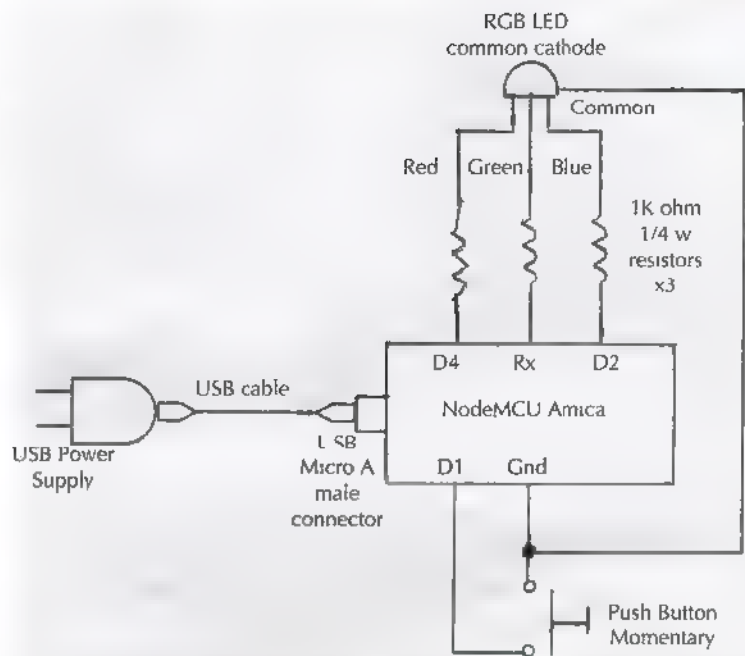 RGB LED
common cathode
Common
Red
Green
Blue
1K ohm
1/4 w
resistors
x3
D4
Rx
D2
USB cable
NodeMCU Amica
USB Power
Supply
USB
Micro A
male
connector
D1
Gnd
Push Button
Momentary